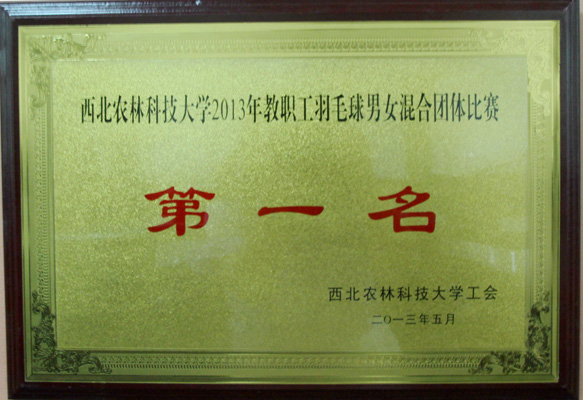 西北农林科技大学2013年教职工羽毛球男女混合团体比赛
第一名
西北农林科技大学工会
二〇一三年五月